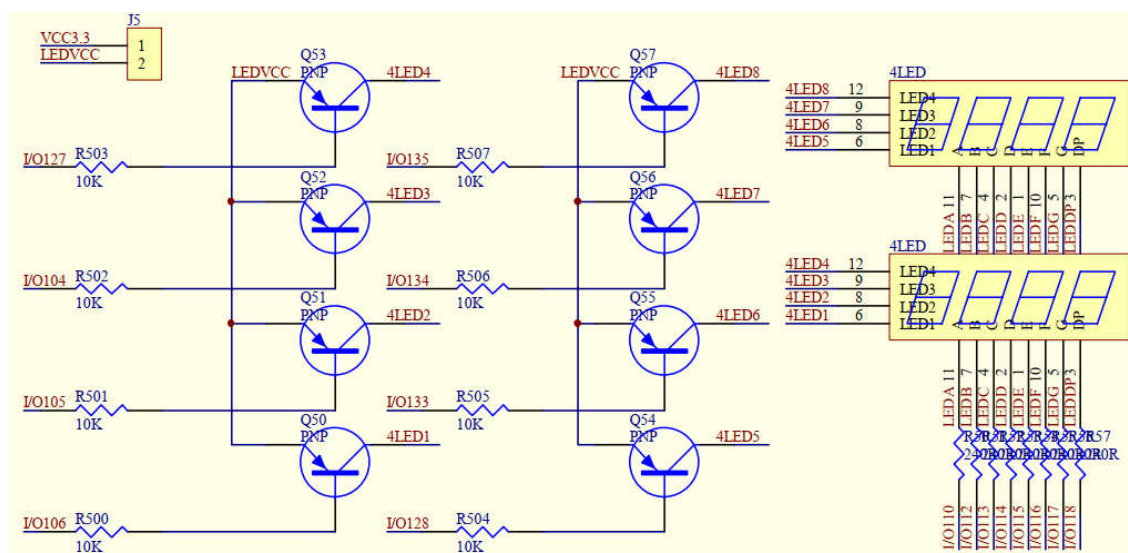 J5
VCC3.3 1
LEDVCC 2
Q53
LEDVCC PNP 4LED4
I/O127 R503
10K
Q52
PNP 4LED3
I/O104 R502
10K
Q51
PNP 4LED2
I/O105 R501
10K
Q50
PNP 4LED1
I/O106 R500
10K
Q57
LEDVCC PNP 4LED8
I/O135 R507
10K
Q56
PNP 4LED7
I/O134 R506
10K
Q55
PNP 4LED6
I/O133 R505
10K
Q54
PNP 4LED5
I/O128 R504
10K
4LED
4LED8 12 LED4
4LED7 9 LED3
4LED6 8 LED2
4LED5 6 LED1
A B C D E F G DP
11 7 4 2 1 10 5 3
LEDA LEDB LEDC LEDD LEDE LEDF LEDG LEDDP
4LED
4LED4 12 LED4
4LED3 9 LED3
4LED2 8 LED2
4LED1 6 LED1
A B C D E F G DP
11 7 4 2 1 10 5 3
LEDA LEDB LEDC LEDD LEDE LEDF LEDG LEDDP
I/O110 I/O112 I/O113 I/O114 I/O115 I/O116 I/O117 I/O118